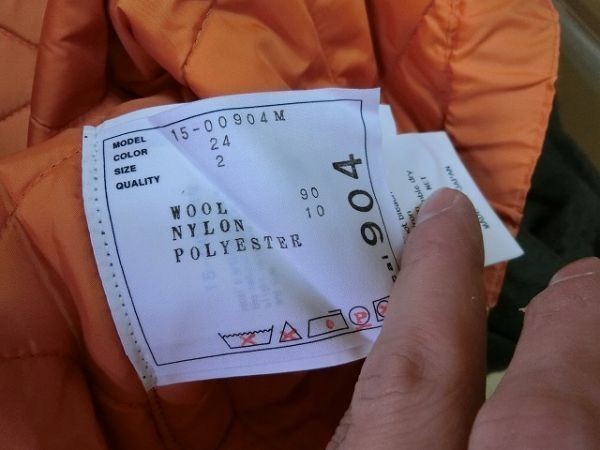 MODEL 15-00904M
COLOR 24
SIZE 2
QUALITY
WOOL 90
NYLON 10
POLYESTER
904
P